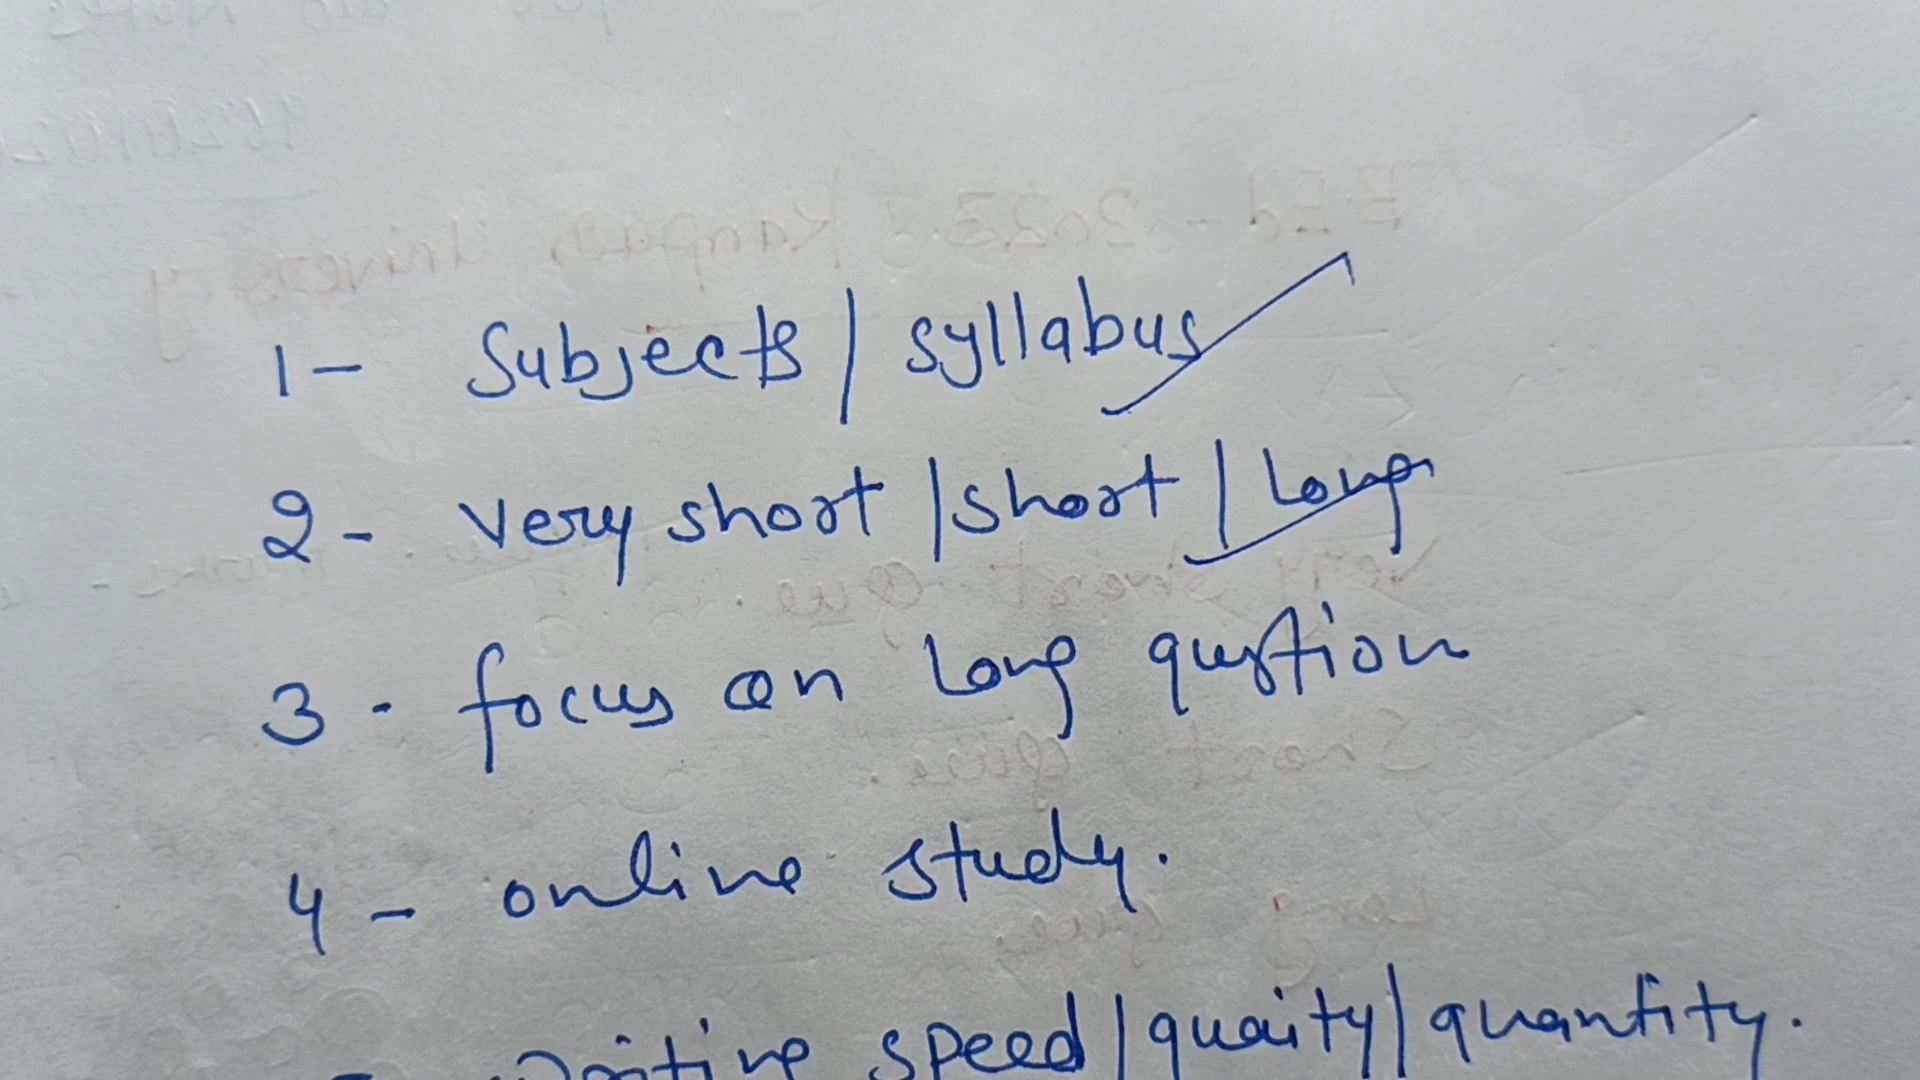 1- Subjects / syllabus
2- Very short / short / Long
3- focus on Long question
4- online study.
writing speed / quaity / quantity.